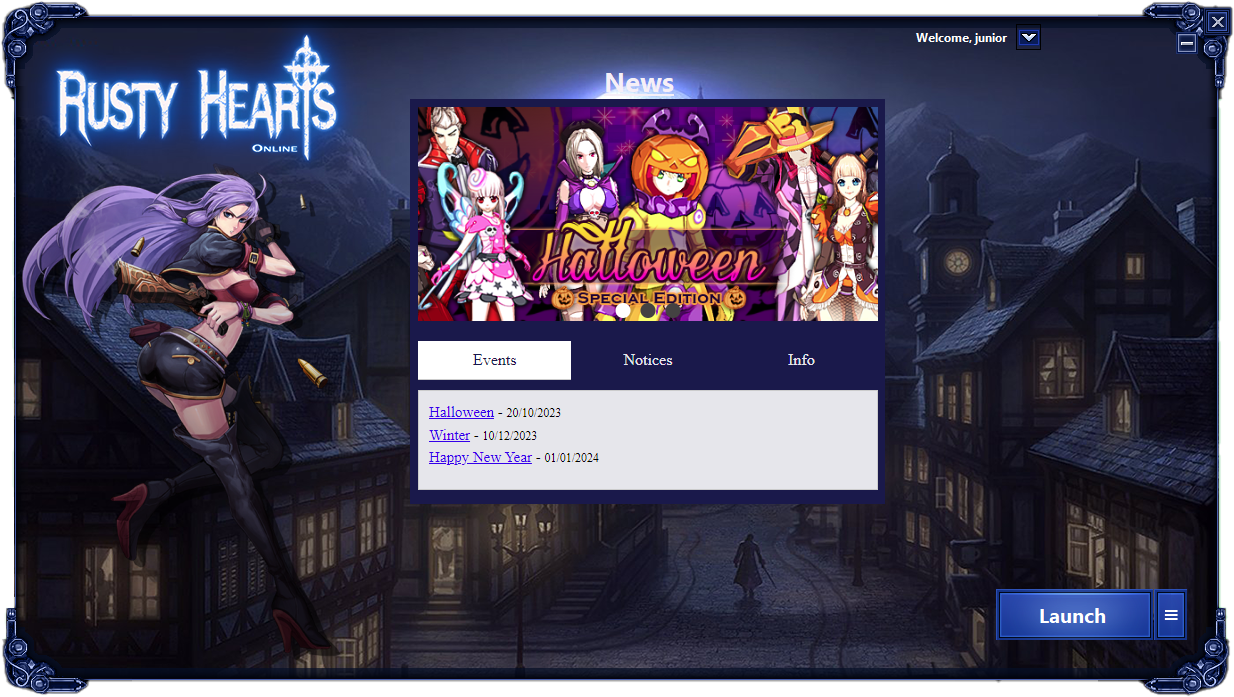 Welcome, junior
RUSTY HEARTS
ONLINE
News
Halloween
SPECIAL EDITION
Events Notices Info
Halloween - 20/10/2023
Winter - 10/12/2023
Happy New Year - 01/01/2024
Launch